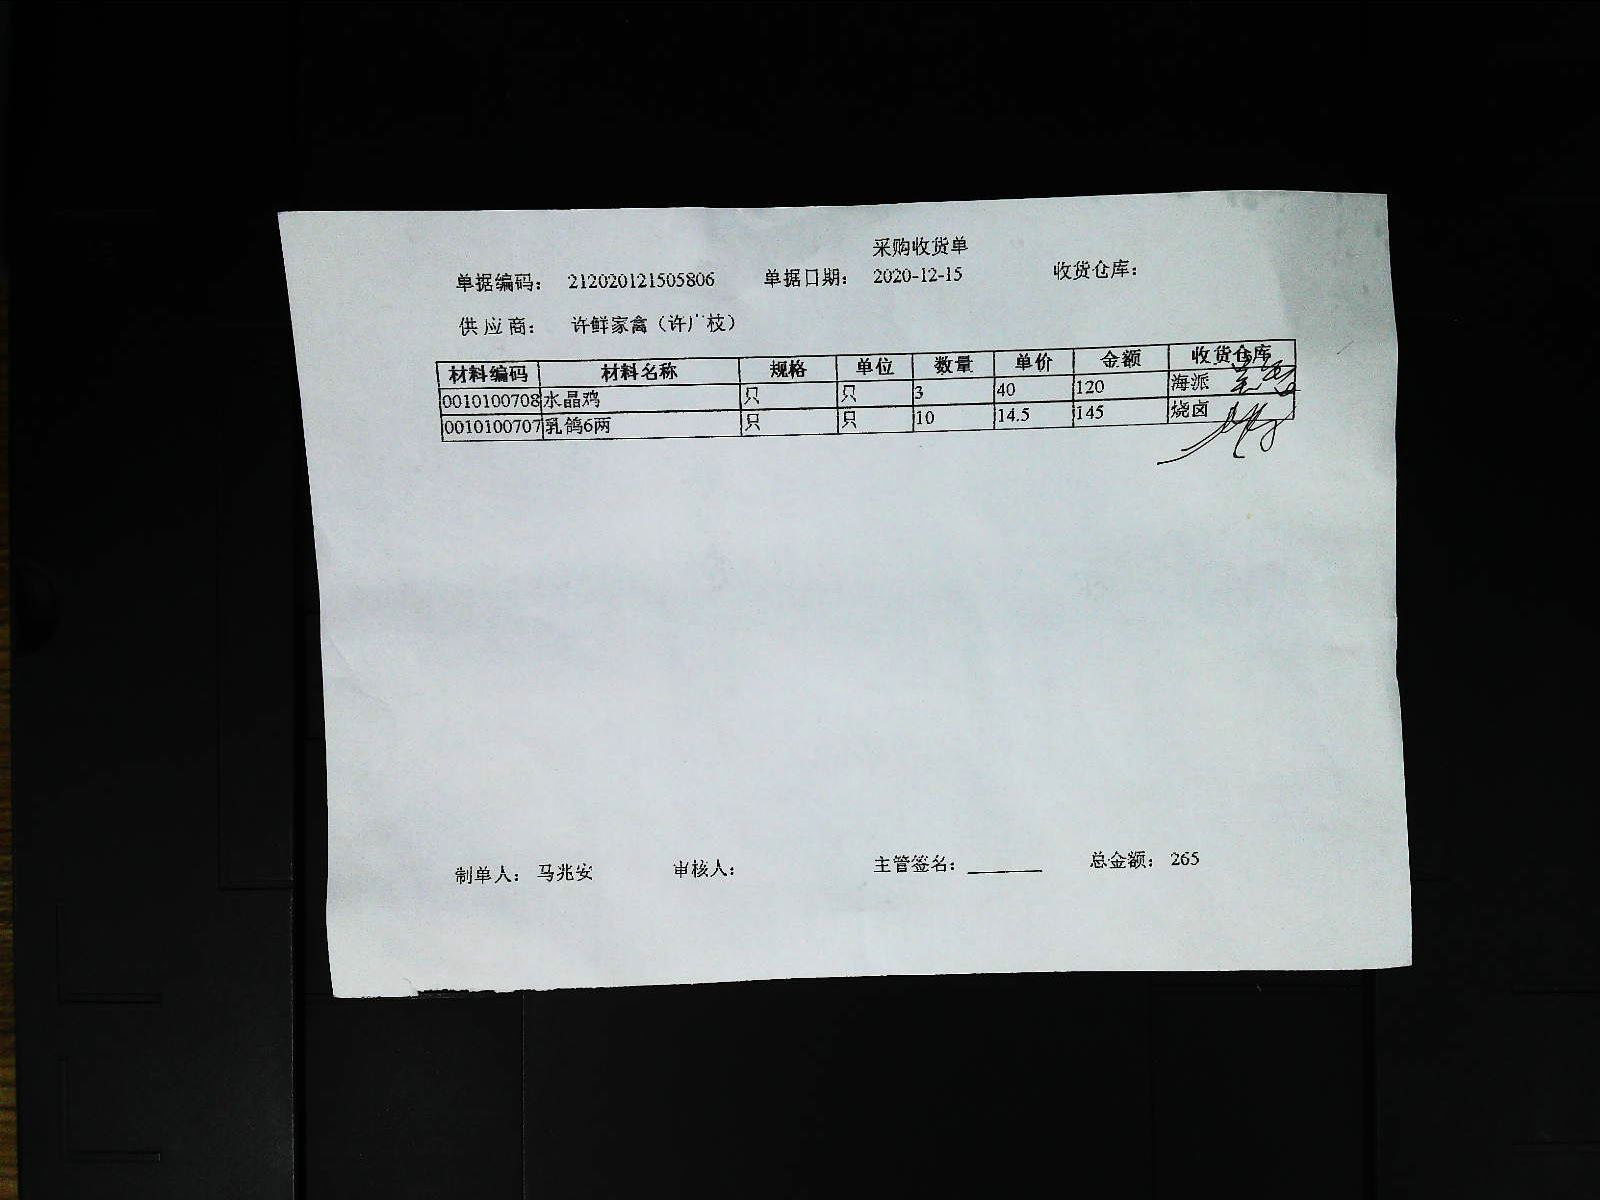 采购收货单
单据编码： 212020121505806 单据日期： 2020-12-15 收货仓库：
供 应 商： 许鲜家禽（许广枝）
材料编码 材料名称 规格 单位 数量 单价 金额 收货仓库
0010100708 水晶鸡 只 只 3 40 120 海派
0010100707 乳鸽6两 只 只 10 14.5 145 烧卤
制单人： 马兆安 审核人： 主管签名： 总金额： 265